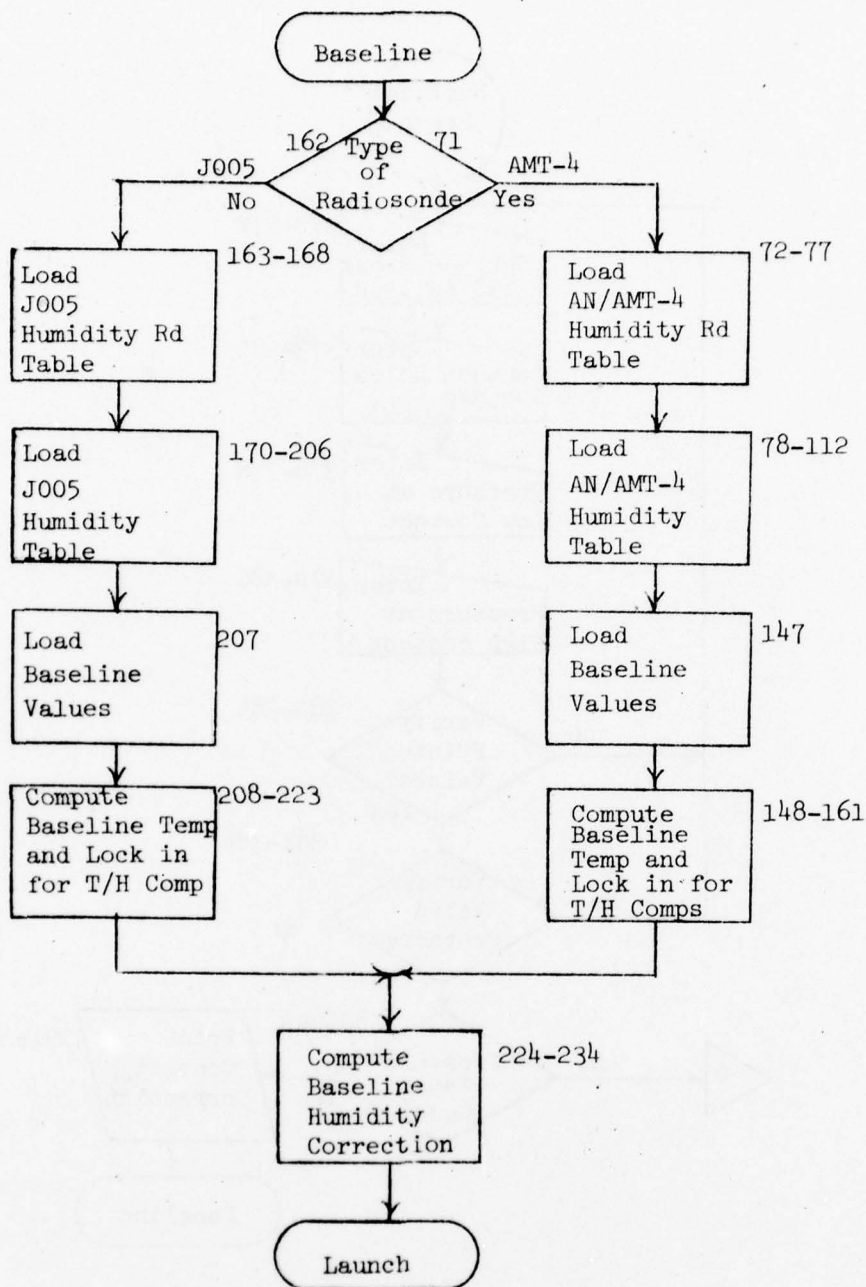 Baseline
162
71
Type
of
Radiosonde
J005
No
AMT-4
Yes
Load
J005
Humidity Rd
Table
163-168
Load
AN/AMT-4
Humidity Rd
Table
72-77
Load
J005
Humidity
Table
170-206
Load
AN/AMT-4
Humidity
Table
78-112
Load
Baseline
Values
207
Load
Baseline
Values
147
Compute
Baseline Temp
and Lock in
for T/H Comp
208-223
Compute
Baseline
Temp and
Lock in for
T/H Comps
148-161
Compute
Baseline
Humidity
Correction
224-234
Launch